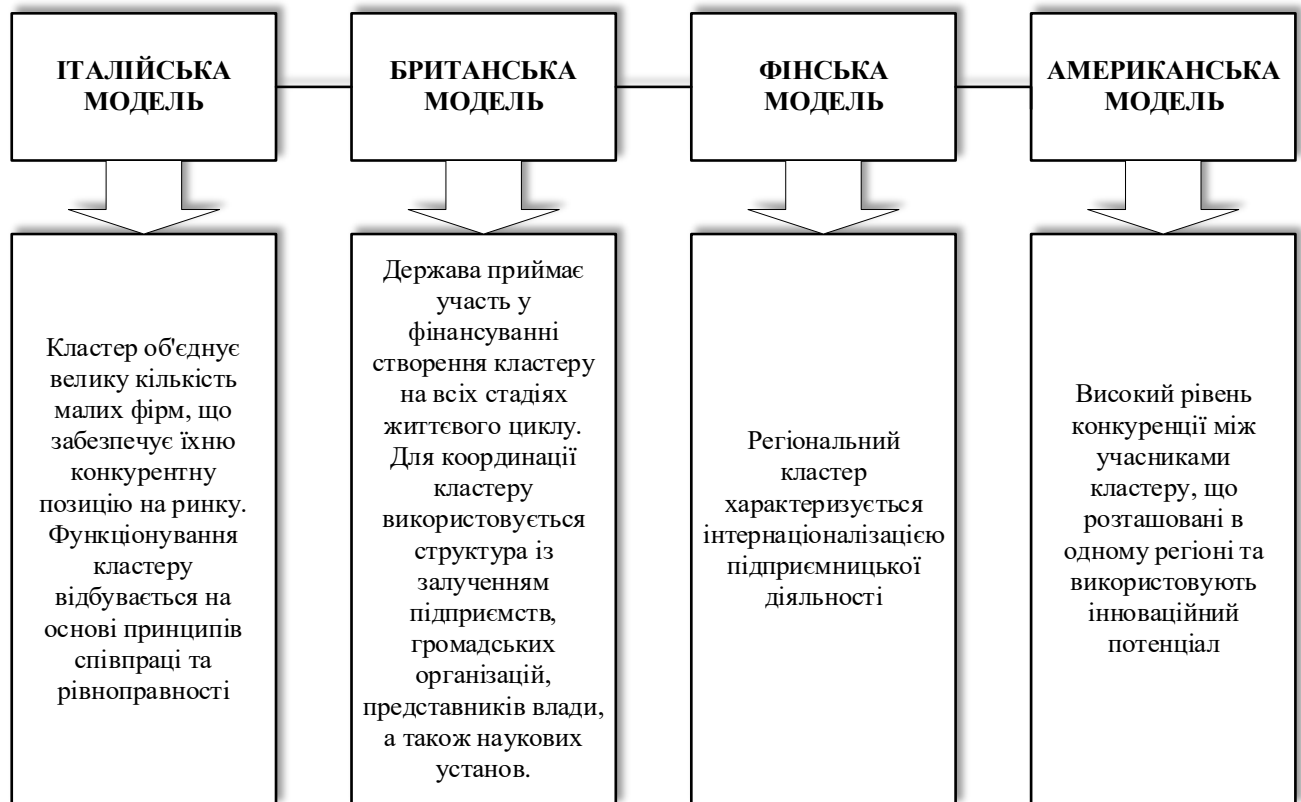 ІТАЛІЙСЬКА
МОДЕЛЬ
БРИТАНСЬКА
МОДЕЛЬ
ФІНСЬКА
МОДЕЛЬ
АМЕРИКАНСЬКА
МОДЕЛЬ
Кластер об'єднує
велику кількість
малих фірм, що
забезпечує їхню
конкурентну
позицію на ринку.
Функціонування
кластеру
відбувається на
основі принципів
співпраці та
рівноправності
Держава приймає
участь у
фінансуванні
створення кластеру
на всіх стадіях
життєвого циклу.
Для координації
кластеру
використовується
структура із
залученням
підприємств,
громадських
організацій,
представників влади,
а також наукових
установ.
Регіональний
кластер
характеризується
інтернаціоналізацією
підприємницької
діяльності
Високий рівень
конкуренції між
учасниками
кластеру, що
розташовані в
одному регіоні та
використовують
інноваційний
потенціал